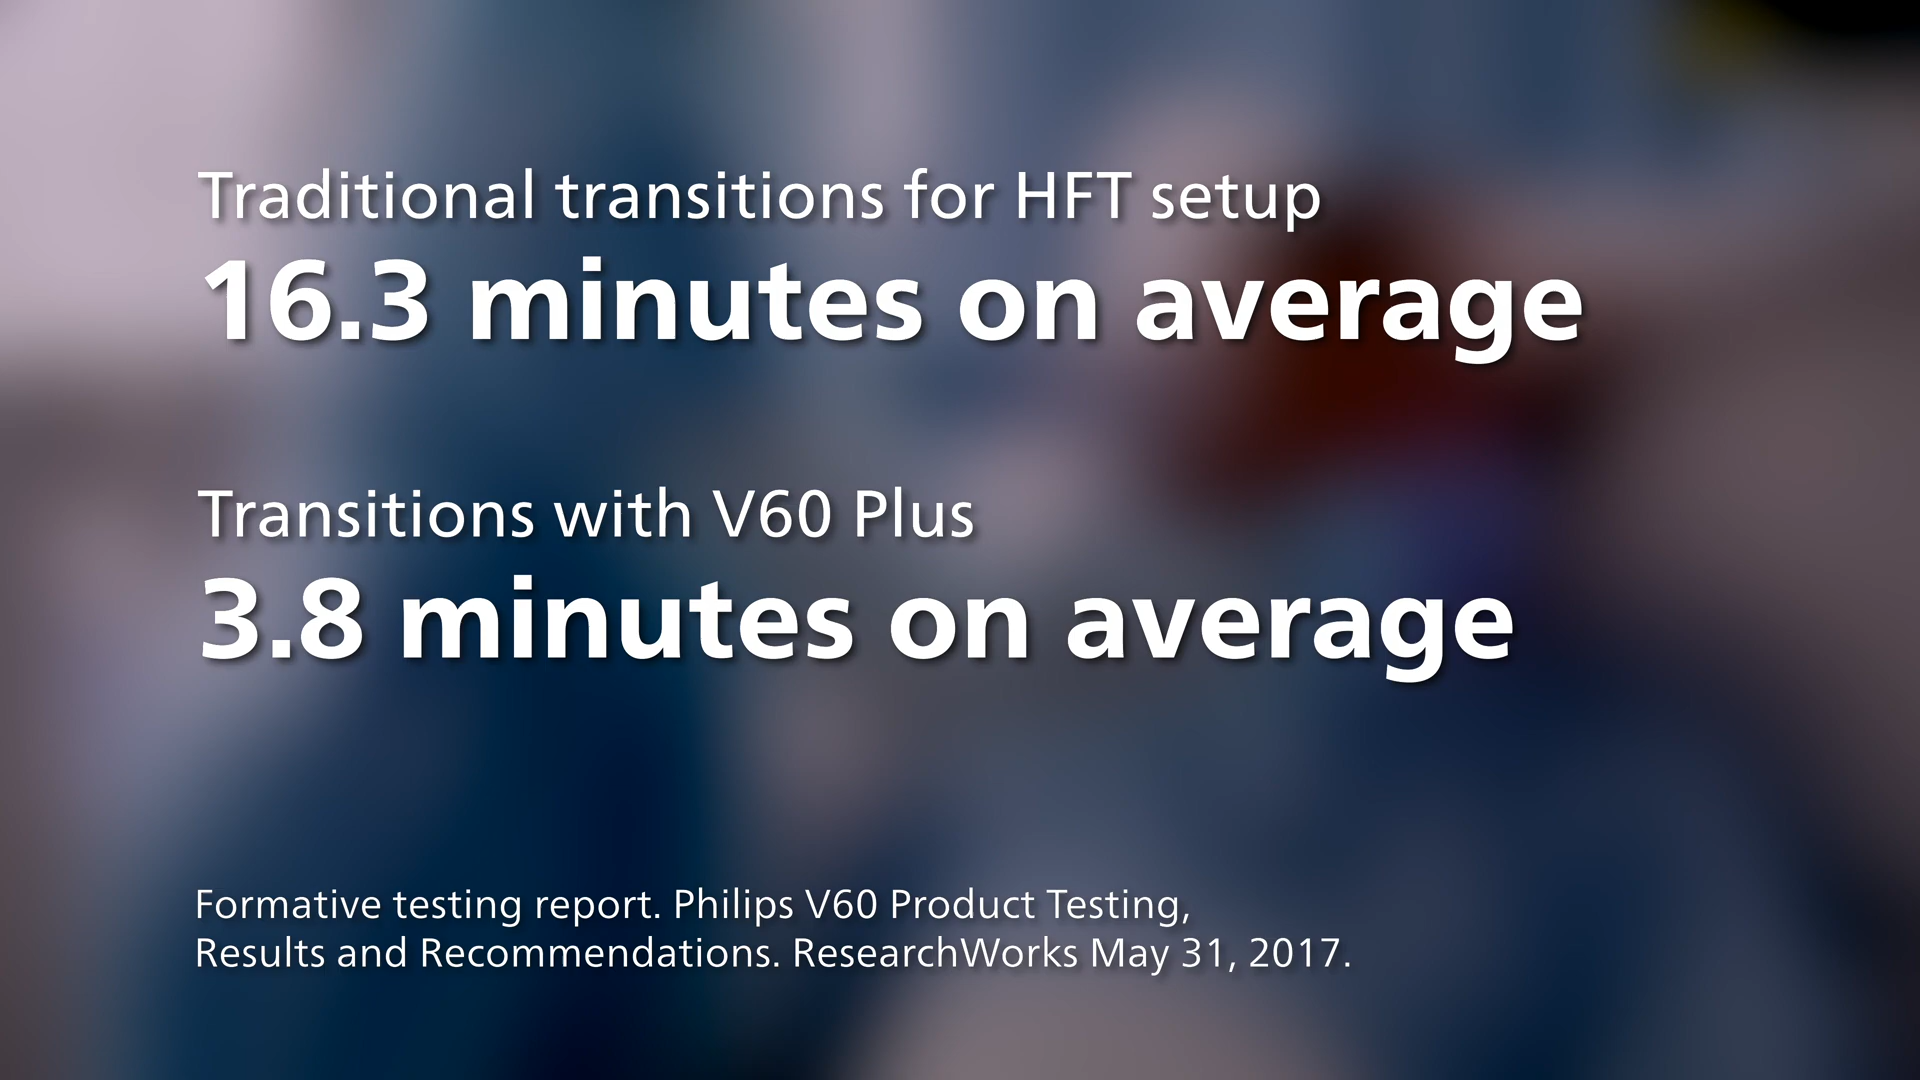 Traditional transitions for HFT setup
16.3 minutes on average
Transitions with V60 Plus
3.8 minutes on average
Formative testing report. Philips V60 Product Testing,
Results and Recommendations. ResearchWorks May 31, 2017.